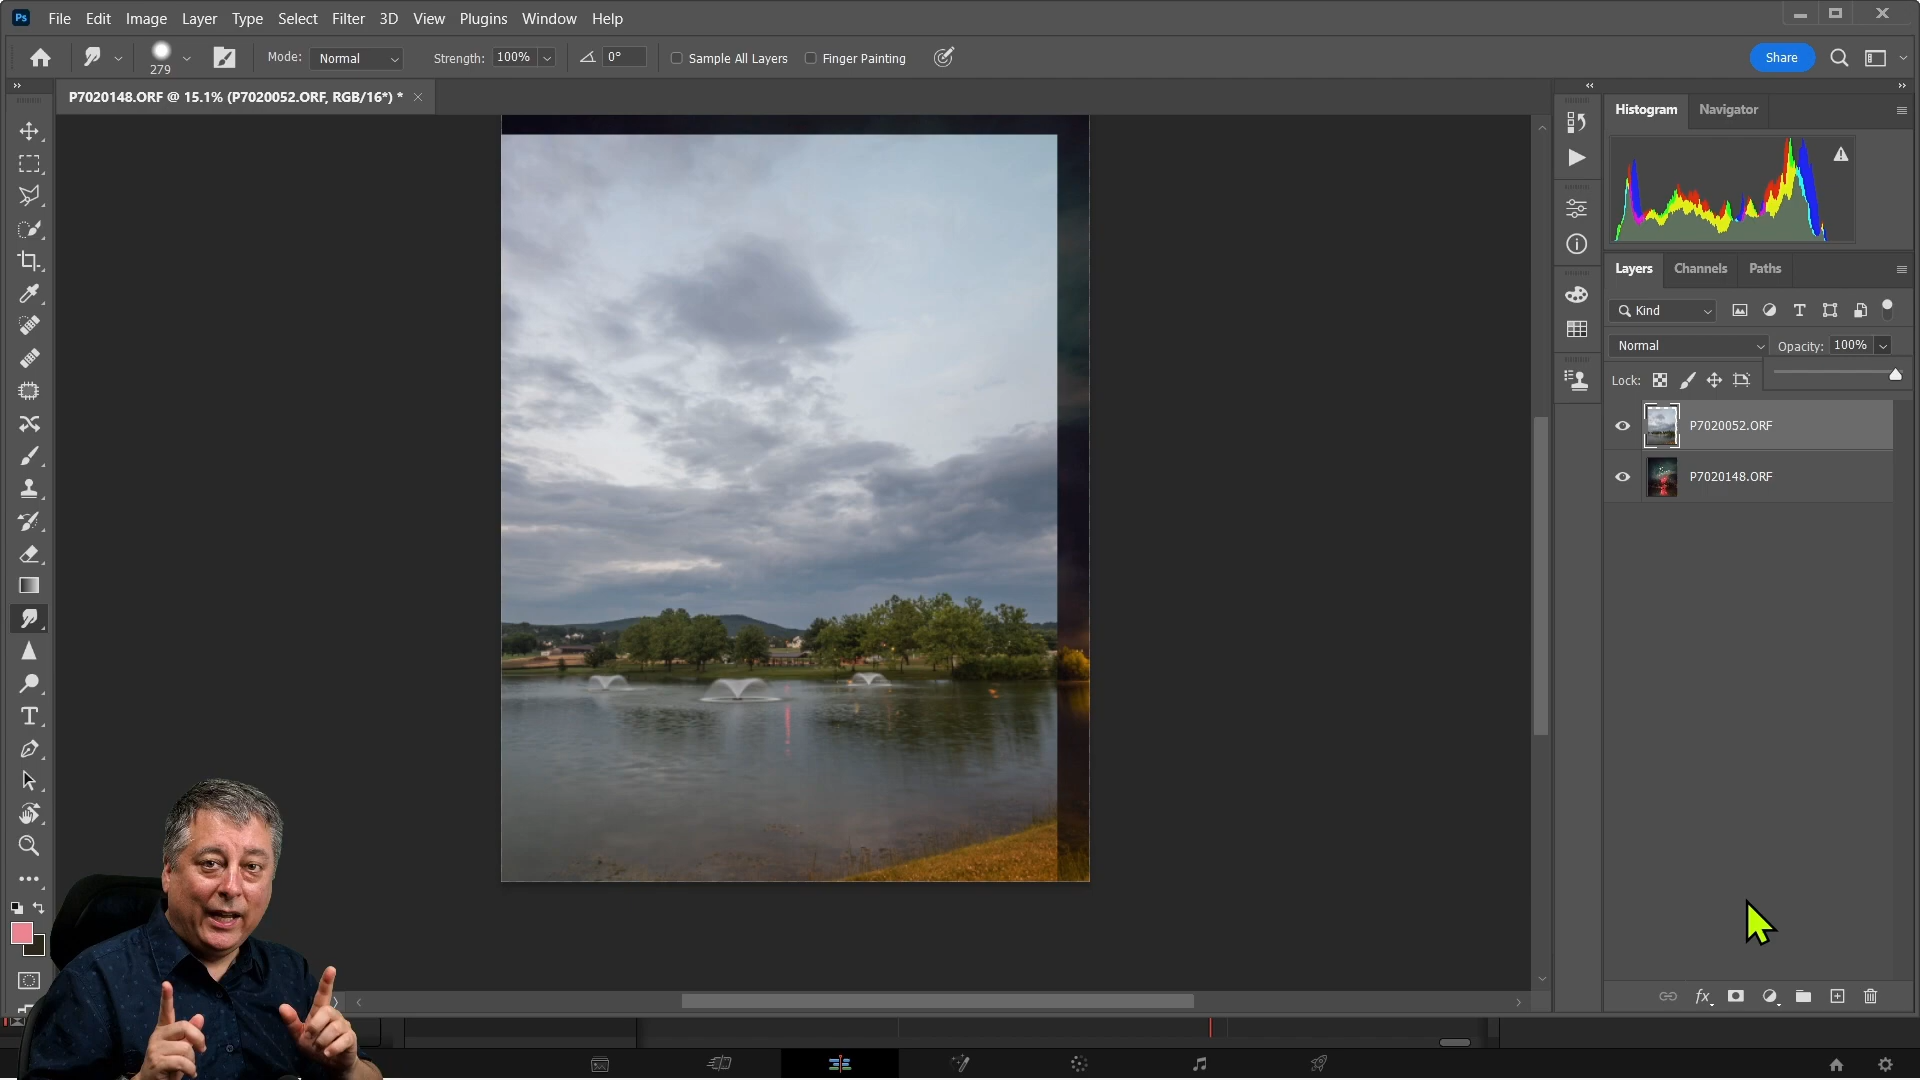 Ps File Edit Image Layer Type Select Filter 3D View Plugins Window Help
279 Mode: Normal Strength: 100% 0° Sample All Layers Finger Painting Share
P7020148.ORF @ 15.1% (P7020052.ORF, RGB/16*) *
Histogram Navigator
Layers Channels Paths
Kind
Normal Opacity: 100%
Lock:
P7020052.ORF
P7020148.ORF
fx